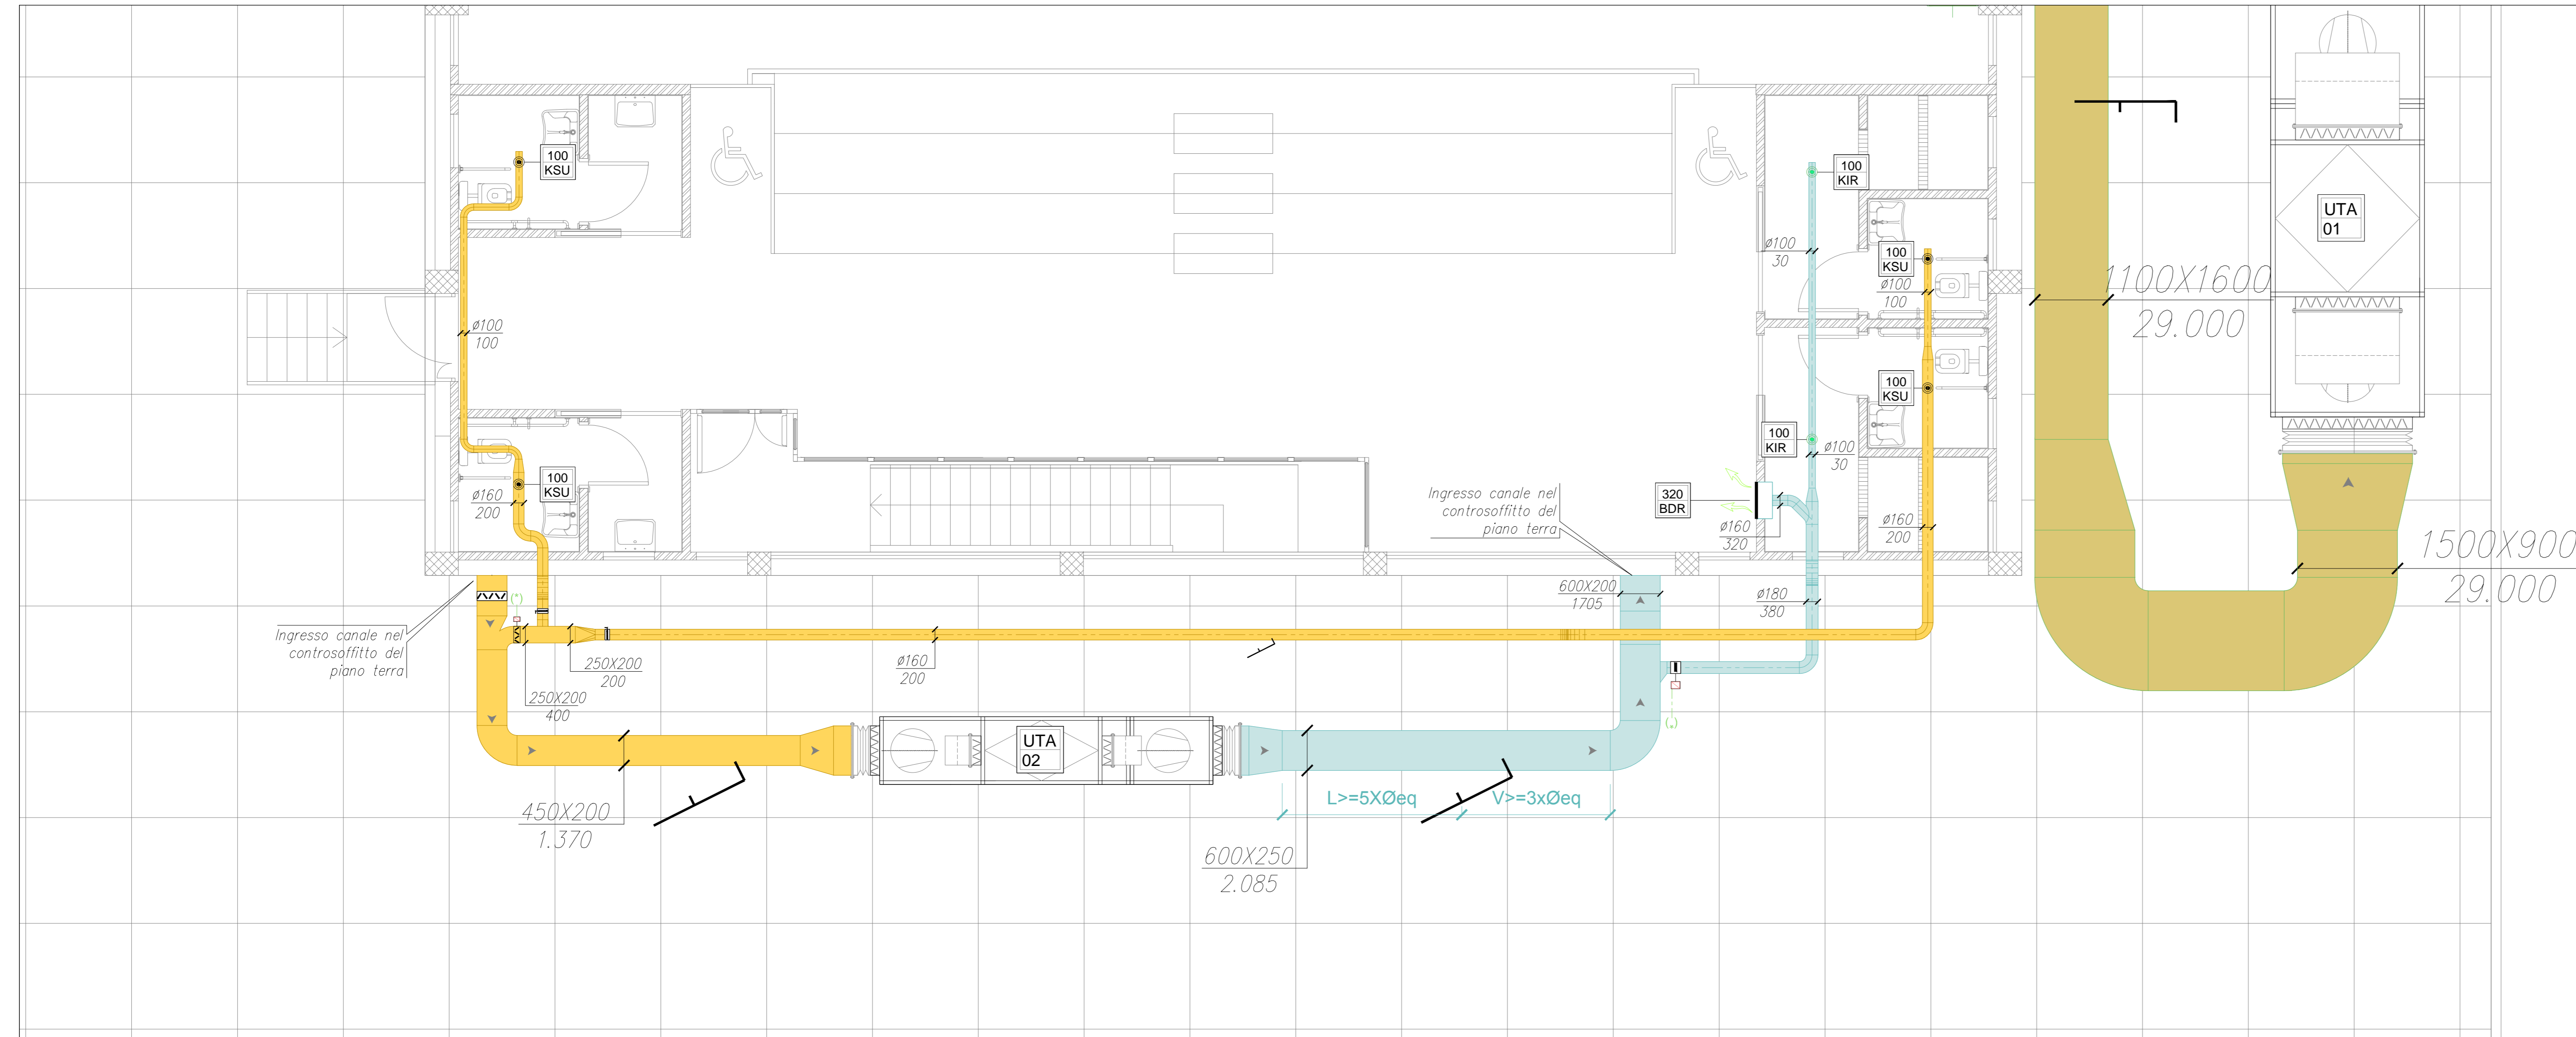 100
KSU
100
KIR
UTA
01
ø100
30
100
KSU
ø100
100
1100X1600
29.000
ø100
100
100
KSU
100
KIR
ø100
30
100
KSU
ø160
200
Ingresso canale nel
controsoffitto del
piano terra
320
BDR
ø160
320
ø160
200
1500X900
29.000
600X200
1705
ø180
380
(*)
Ingresso canale nel
controsoffitto del
piano terra
250X200
200
ø160
200
250X200
400
UTA
02
L>=5XØeq
V>=3xØeq
450X200
1.370
600X250
2.085